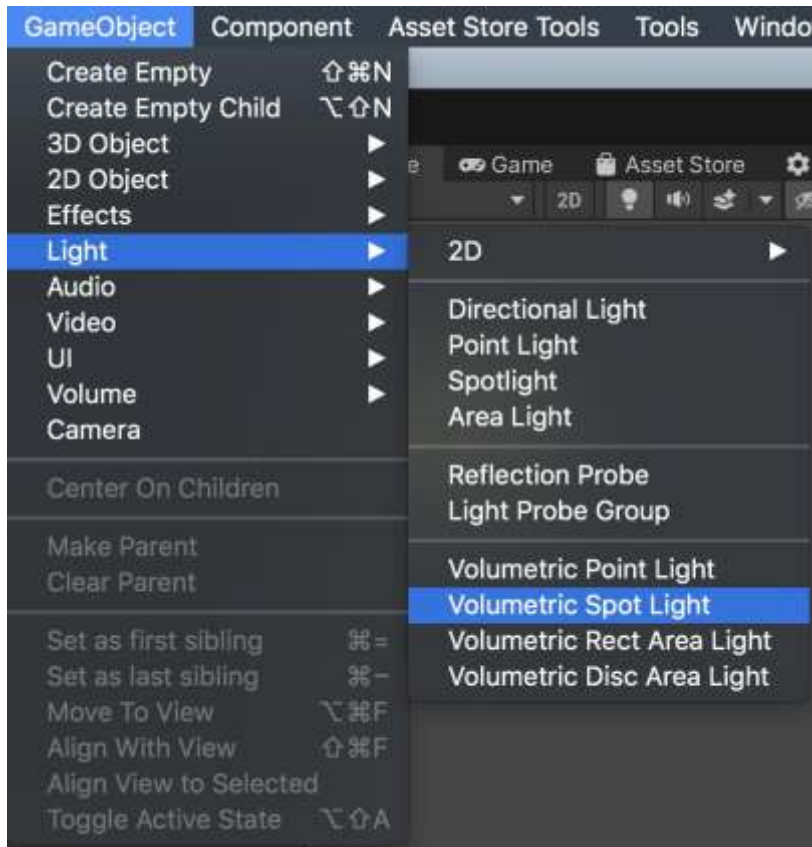 GameObject Component Asset Store Tools Tools Windo
Create Empty ⇧⌘N
Create Empty Child ⌥⇧N
3D Object ▶
2D Object ▶
Effects ▶
Light ▶
Audio ▶
Video ▶
UI ▶
Volume ▶
Camera
Center On Children
Make Parent
Clear Parent
Set as first sibling ⌘=
Set as last sibling ⌘-
Move To View ⌥⌘F
Align With View ⇧⌘F
Align View to Selected
Toggle Active State ⌥⇧A
e Game Asset Store
2D
2D ▶
Directional Light
Point Light
Spotlight
Area Light
Reflection Probe
Light Probe Group
Volumetric Point Light
Volumetric Spot Light
Volumetric Rect Area Light
Volumetric Disc Area Light